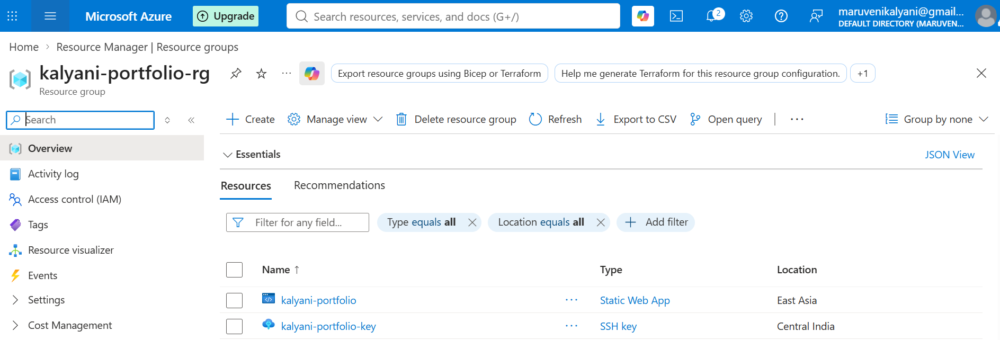 Microsoft Azure
Upgrade
Search resources, services, and docs (G+/)
2
maruvenikalyani@gmail...
DEFAULT DIRECTORY (MARUVEN...
Home > Resource Manager | Resource groups
kalyani-portfolio-rg
Resource group
Export resource groups using Bicep or Terraform
Help me generate Terraform for this resource group configuration.
+1
Search
Create
Manage view
Delete resource group
Refresh
Export to CSV
Open query
Group by none
Overview
Activity log
Access control (IAM)
Tags
Resource visualizer
Events
Settings
Cost Management
Essentials
JSON View
Resources
Recommendations
Filter for any field...
Type equals all
Location equals all
Add filter
Name ↑ Type Location
kalyani-portfolio ... Static Web App East Asia
kalyani-portfolio-key ... SSH key Central India